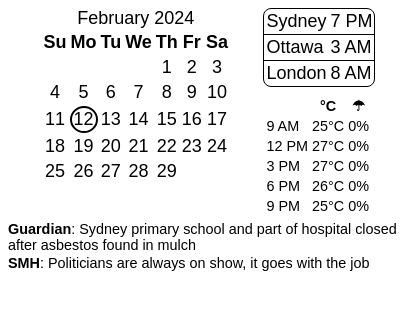 February 2024
Su Mo Tu We Th Fr Sa
1 2 3
4 5 6 7 8 9 10
11 12 13 14 15 16 17
18 19 20 21 22 23 24
25 26 27 28 29
Sydney 7 PM
Ottawa 3 AM
London 8 AM
°C ☂
9 AM 25°C 0%
12 PM 27°C 0%
3 PM 27°C 0%
6 PM 26°C 0%
9 PM 25°C 0%
Guardian: Sydney primary school and part of hospital closed
after asbestos found in mulch
SMH: Politicians are always on show, it goes with the job